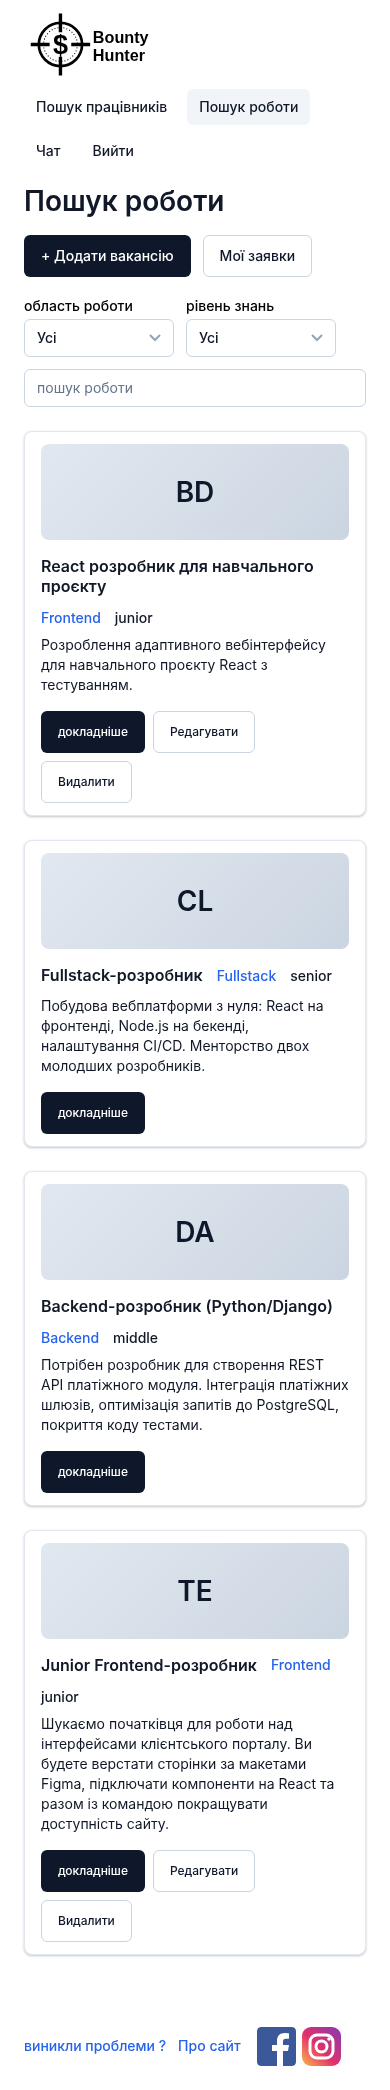 $ Bounty
Hunter
Пошук працівників Пошук роботи
Чат Вийти
Пошук роботи
+ Додати вакансію Мої заявки
область роботи рівень знань
Усі Усі
пошук роботи
BD
React розробник для навчального
проєкту
Frontend junior
Розроблення адаптивного вебінтерфейсу
для навчального проєкту React з
тестуванням.
докладніше Редагувати
Видалити
CL
Fullstack-розробник Fullstack senior
Побудова вебплатформи з нуля: React на
фронтенді, Node.js на бекенді,
налаштування CI/CD. Менторство двох
молодших розробників.
докладніше
DA
Backend-розробник (Python/Django)
Backend middle
Потрібен розробник для створення REST
API платіжного модуля. Інтеграція платіжних
шлюзів, оптимізація запитів до PostgreSQL,
покриття коду тестами.
докладніше
TE
Junior Frontend-розробник Frontend
junior
Шукаємо початківця для роботи над
інтерфейсами клієнтського порталу. Ви
будете верстати сторінки за макетами
Figma, підключати компоненти на React та
разом із командою покращувати
доступність сайту.
докладніше Редагувати
Видалити
виникли проблеми ? Про сайт